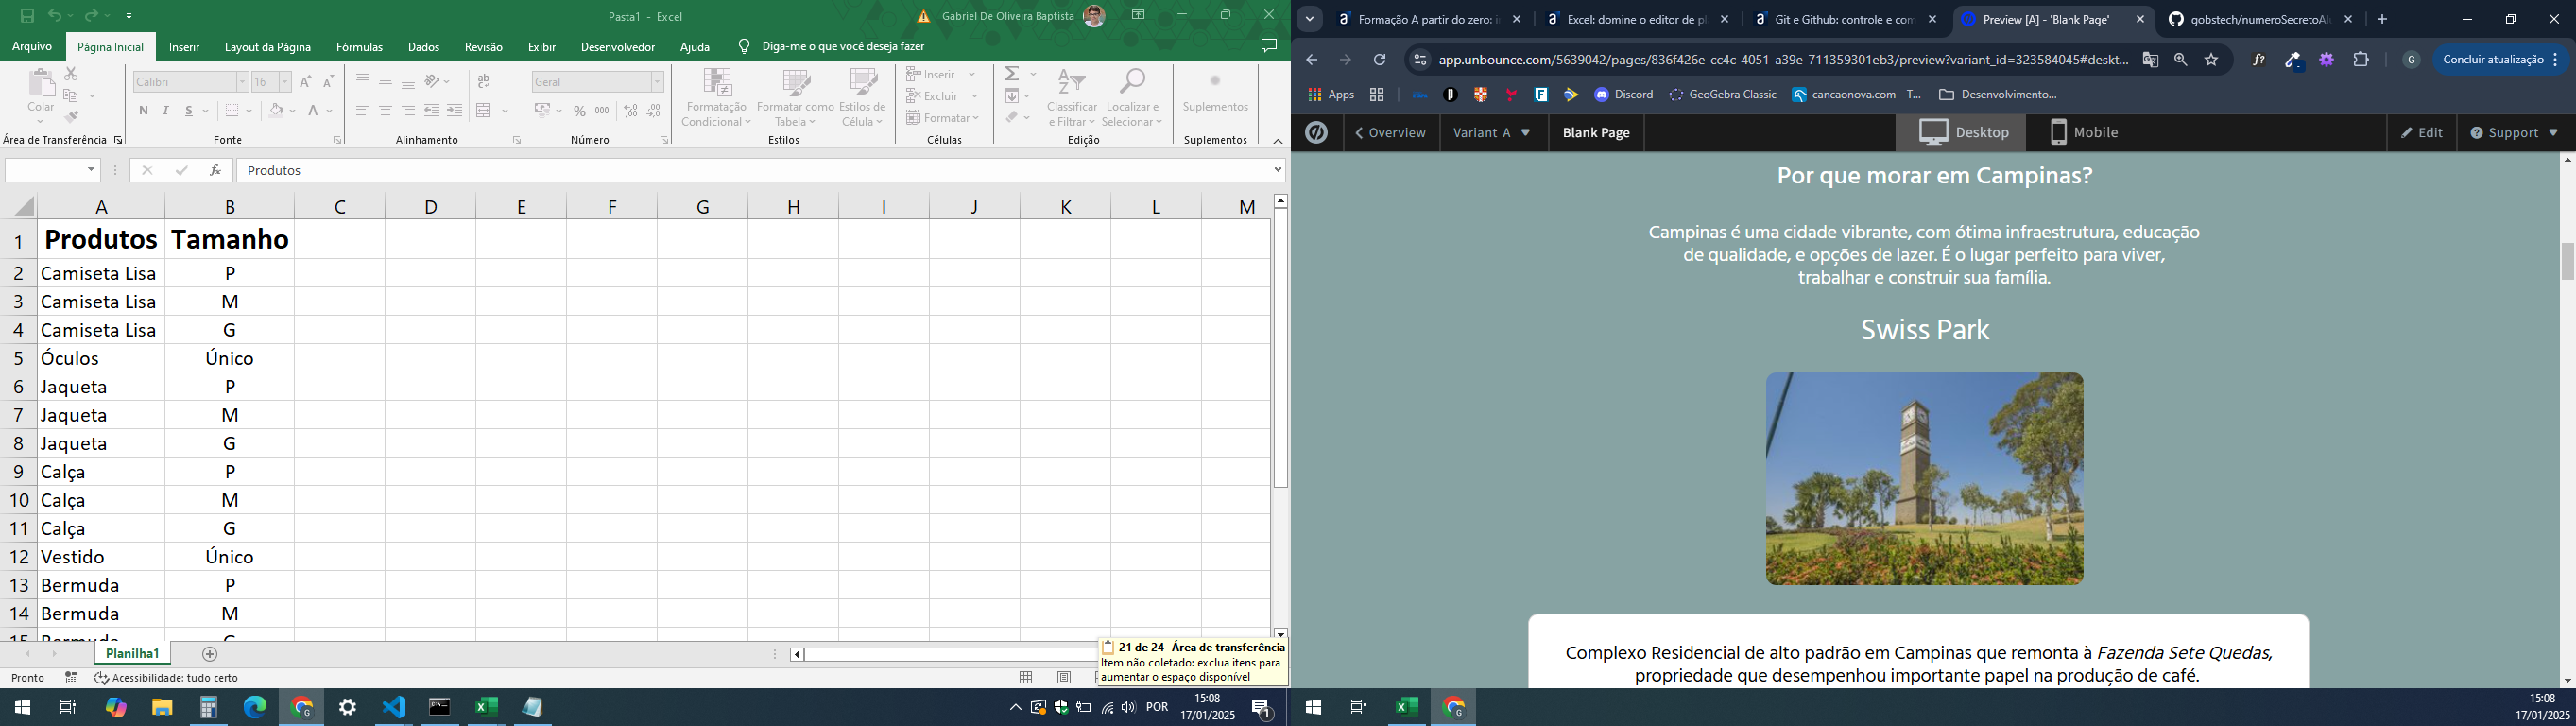 Pasta1 - Excel
Gabriel De Oliveira Baptista
Arquivo
Página Inicial
Inserir
Layout da Página
Fórmulas
Dados
Revisão
Exibir
Desenvolvedor
Ajuda
Diga-me o que você deseja fazer
Colar
Calibri
16
N
I
S
A
ab
Geral
%
000
Formatação
Condicional
Formatar como
Tabela
Estilos de
Célula
Inserir
Excluir
Formatar
Classificar
e Filtrar
Localizar e
Selecionar
Suplementos
Área de Transferência
Fonte
Alinhamento
Número
Estilos
Células
Edição
Suplementos
fx
Produtos
A B C D E F G H I J K L M
1 Produtos Tamanho
2 Camiseta Lisa P
3 Camiseta Lisa M
4 Camiseta Lisa G
5 Óculos Único
6 Jaqueta P
7 Jaqueta M
8 Jaqueta G
9 Calça P
10 Calça M
11 Calça G
12 Vestido Único
13 Bermuda P
14 Bermuda M
15 Bermuda G
Planilha1
21 de 24- Área de transferência
Item não coletado: exclua itens para
aumentar o espaço disponível
Pronto
Acessibilidade: tudo certo
POR
15:08
17/01/2025
1
Formação A partir do zero: i
Excel: domine o editor de pl
Git e Github: controle e com
Preview [A] - 'Blank Page'
gobstech/numeroSecretoAl
app.unbounce.com/5639042/pages/836f426e-cc4c-4051-a39e-711359301eb3/preview?variant_id=323584045#deskt...
f?
G
Concluir atualização
Apps
Discord
GeoGebra Classic
cancaonova.com - T...
Desenvolvimento...
Overview
Variant A
Blank Page
Desktop
Mobile
Edit
Support
Por que morar em Campinas?
Campinas é uma cidade vibrante, com ótima infraestrutura, educação
de qualidade, e opções de lazer. É o lugar perfeito para viver,
trabalhar e construir sua família.
Swiss Park
Complexo Residencial de alto padrão em Campinas que remonta à Fazenda Sete Quedas,
propriedade que desempenhou importante papel na produção de café.
15:08
17/01/2025